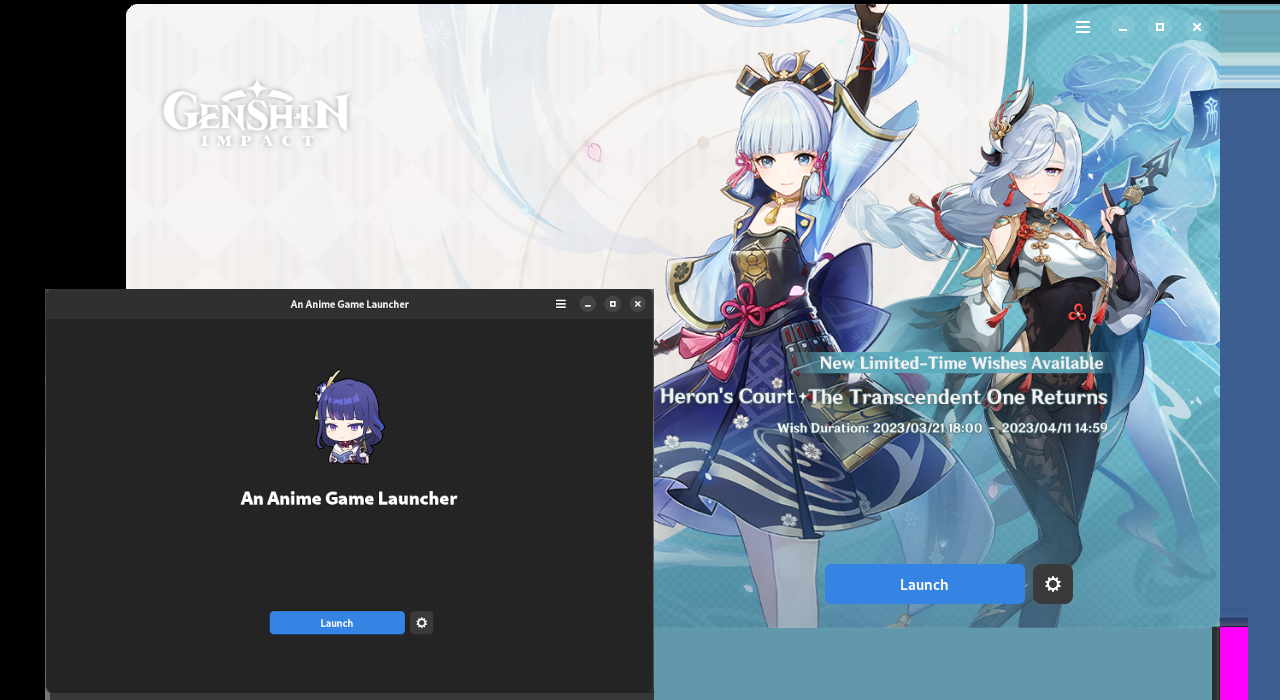 GENSHIN
IMPACT
An Anime Game Launcher
An Anime Game Launcher
Launch
New Limited-Time Wishes Available
Heron's Court ✦ The Transcendent One Returns
Wish Duration: 2023/03/21 18:00 - 2023/04/11 14:59
Launch